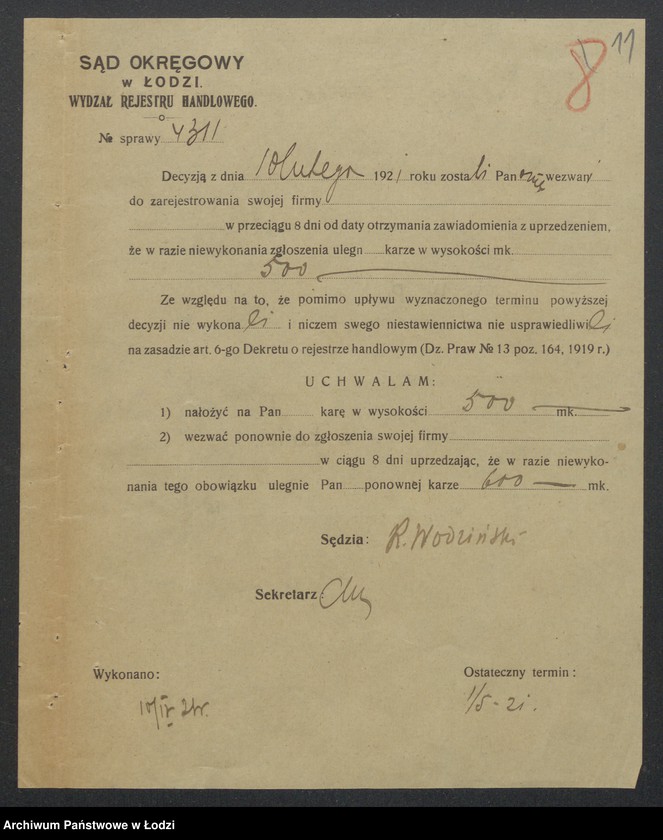 8 11
SĄD OKRĘGOWY
w ŁODZI.
WYDZAŁ REJESTRU HANDLOWEGO.
№ sprawy 4311
Decyzją z dnia 10 Lutego 1921 roku zostali Pan wezwani
do zarejestrowania swojej firmy
w przeciągu 8 dni od daty otrzymania zawiadomienia z uprzedzeniem,
że w razie niewykonania zgłoszenia ulegn karze w wysokości mk.
500
Ze względu na to, że pomimo upływu wyznaczonego terminu powyższej
decyzji nie wykonali i niczem swego niestawiennictwa nie usprawiedliwili
na zasadzie art. 6-go Dekretu o rejestrze handlowym (Dz. Praw № 13 poz. 164, 1919 r.)
UCHWALAM:
1) nałożyć na Pan karę w wysokości 500 mk.
2) wezwać ponownie do zgłoszenia swojej firmy
w ciągu 8 dni uprzedzając, że w razie niewyko-
nania tego obowiązku ulegnie Pan ponownej karze 600 mk.
Sędzia: R. Wodziński
Sekretarz:
Wykonano:
Ostateczny termin:
10/IV 21r.
1/5-21.
Archiwum Państwowe w Łodzi